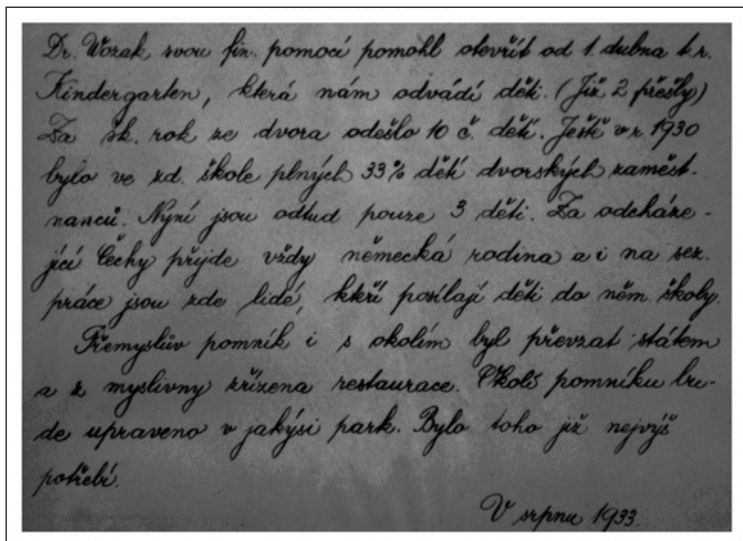 Dr. Wozak svou fin. pomocí pomohl otevřít od 1. dubna t. r.
Kindergarten, která nám odvádí děti. (Již 2 přešly)
Za šk. rok ze dvora odešlo 10 č. dětí. Ještě v r. 1930
bylo ve zd. škole plných 33% dětí dvorských zaměst-
nanců. Nyní jsou odtud pouze 3 děti. Za odcháze-
jící Čechy přijde vždy německá rodina a i na sez.
práce jsou zde lidé, kteří posílají děti do něm. školy.
Přemyslův pomník i s okolím byl převzat státem
a z myslivny zřízena restaurace. Okolí pomníku bu-
de upraveno v jakýsi park. Bylo toho již nejvýš
potřebí.
V srpnu 1933.